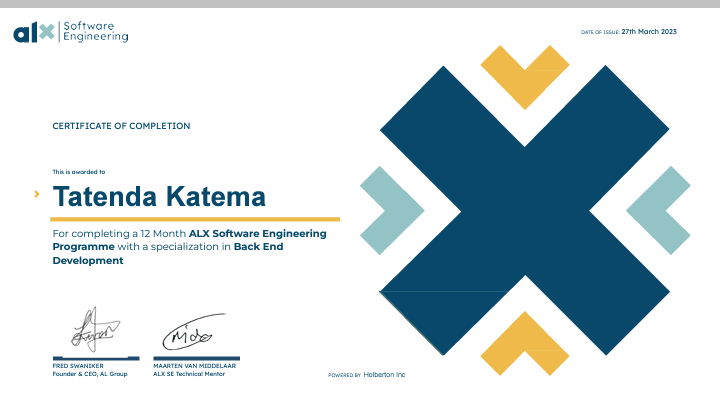 alx Software
Engineering
DATE OF ISSUE: 27th March 2023
CERTIFICATE OF COMPLETION
This is awarded to
Tatenda Katema
For completing a 12 Month ALX Software Engineering
Programme with a specialization in Back End
Development
FRED SWANIKER
Founder & CEO, AL Group
MAARTEN VAN MIDDELAAR
ALX SE Technical Mentor
POWERED BY Holberton Inc